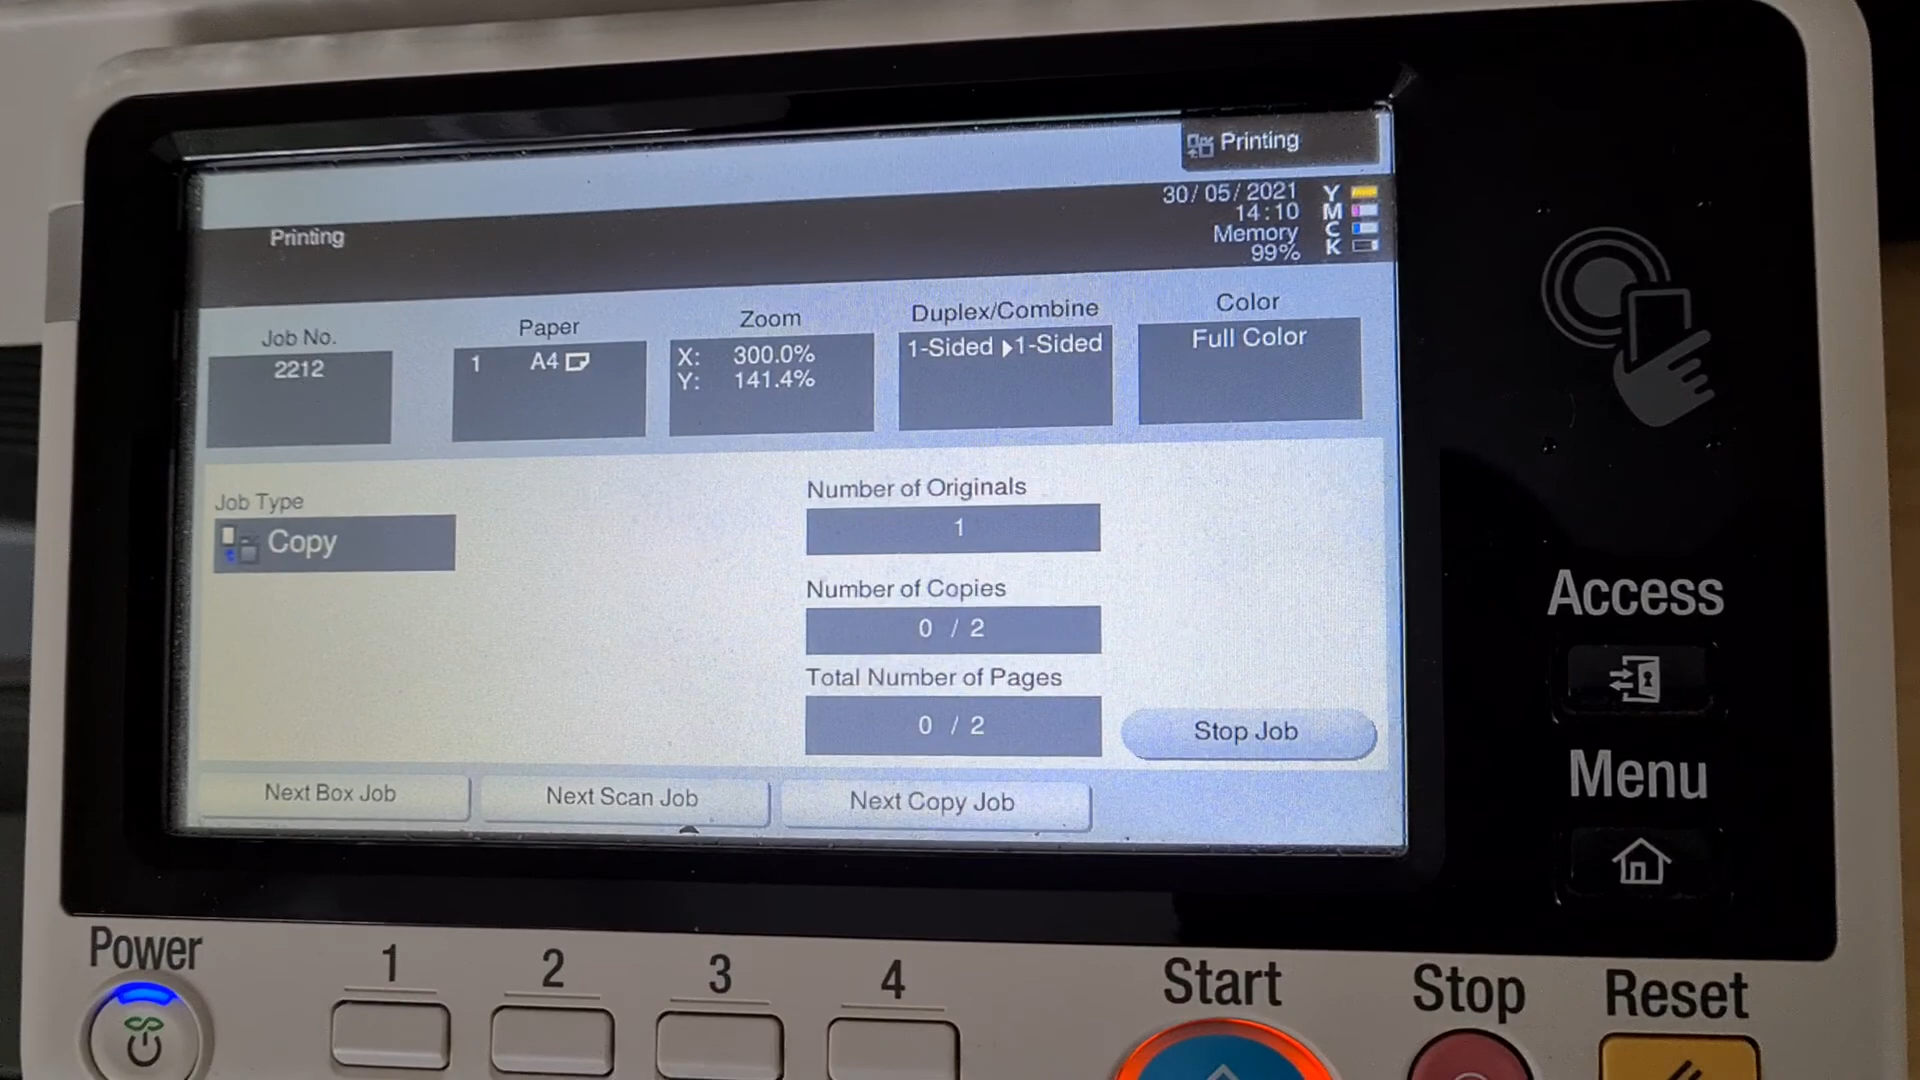 Printing
30/05/2021
14:10
Memory
99%
Y
M
C
K
Printing
Job No.
2212
Paper
1 A4
Zoom
X: 300.0%
Y: 141.4%
Duplex/Combine
1-Sided ▶1-Sided
Color
Full Color
Job Type
Copy
Number of Originals
1
Number of Copies
0 / 2
Total Number of Pages
0 / 2
Stop Job
Next Box Job
Next Scan Job
Next Copy Job
Access
Menu
Power
1
2
3
4
Start
Stop
Reset